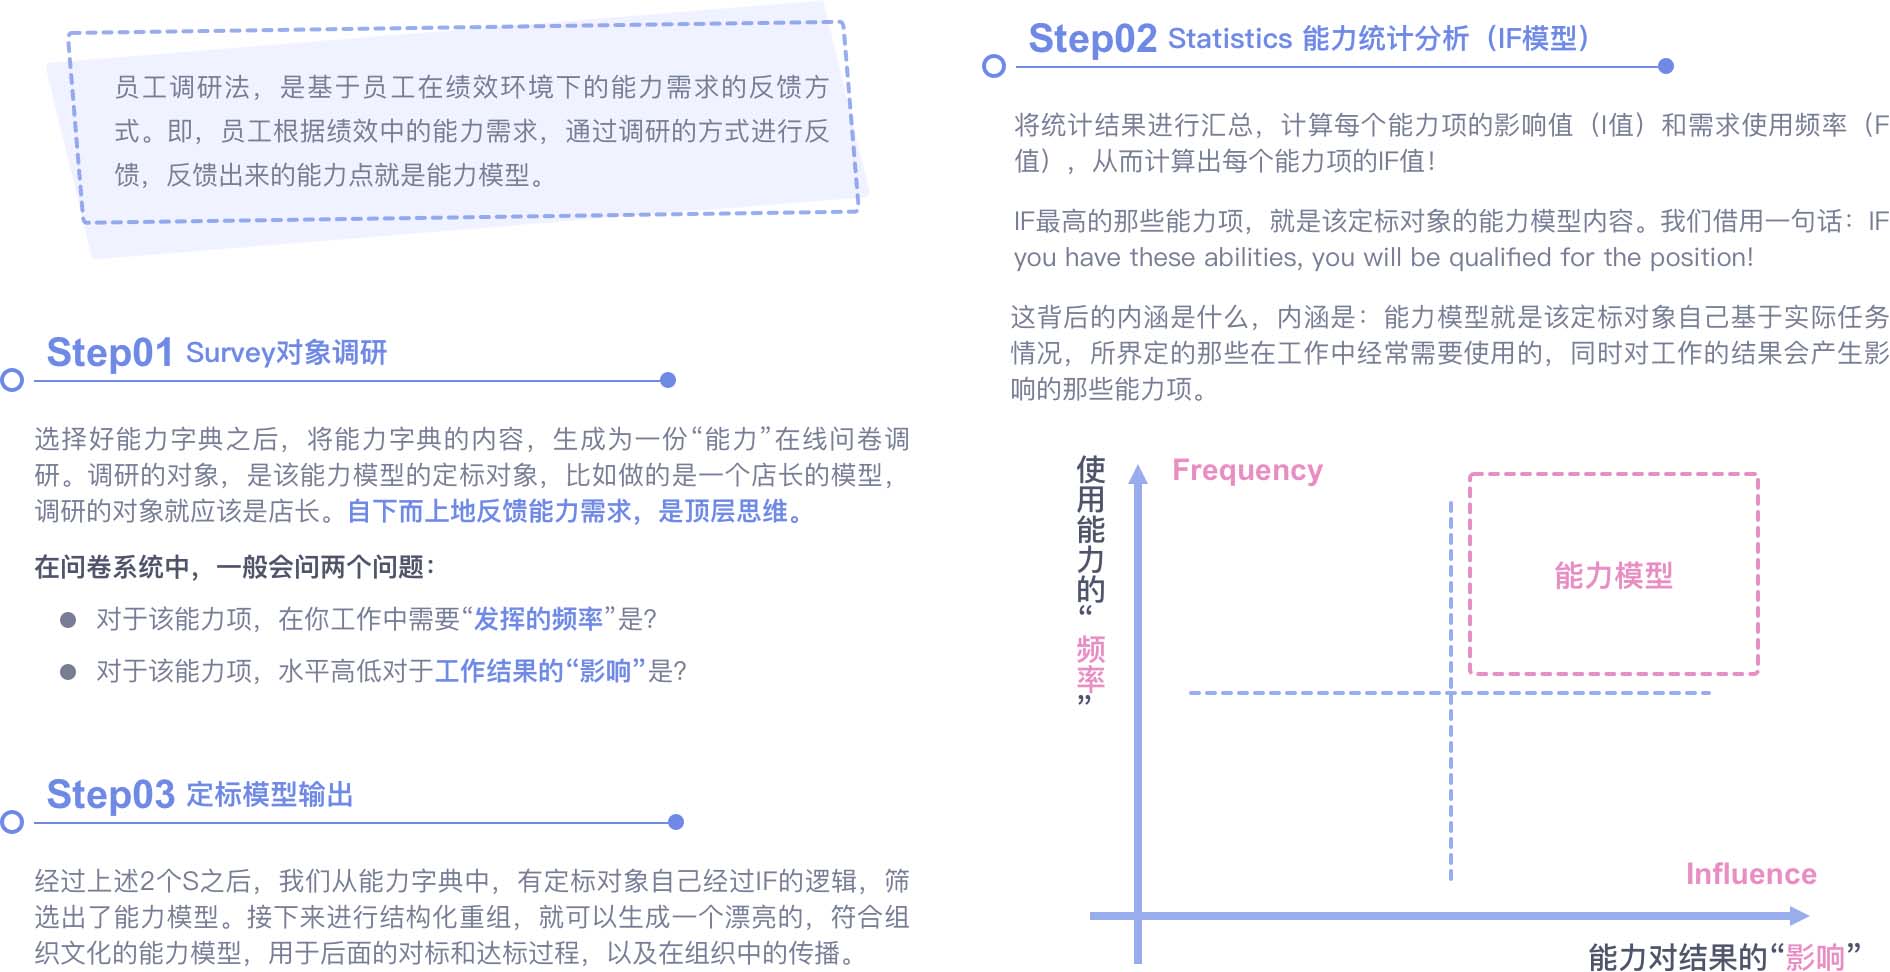 员工调研法，是基于员工在绩效环境下的能力需求的反馈方
式。即，员工根据绩效中的能力需求，通过调研的方式进行反
馈，反馈出来的能力点就是能力模型。
Step01 Survey对象调研
选择好能力字典之后，将能力字典的内容，生成为一份“能力”在线问卷调
研。调研的对象，是该能力模型的定标对象，比如做的是一个店长的模型，
调研的对象就应该是店长。自下而上地反馈能力需求，是顶层思维。
在问卷系统中，一般会问两个问题：
● 对于该能力项，在你工作中需要“发挥的频率”是？
● 对于该能力项，水平高低对于工作结果的“影响”是？
Step03 定标模型输出
经过上述2个S之后，我们从能力字典中，有定标对象自己经过IF的逻辑，筛
选出了能力模型。接下来进行结构化重组，就可以生成一个漂亮的，符合组
织文化的能力模型，用于后面的对标和达标过程，以及在组织中的传播。
Step02 Statistics 能力统计分析（IF模型）
将统计结果进行汇总，计算每个能力项的影响值（I值）和需求使用频率（F
值），从而计算出每个能力项的IF值！
IF最高的那些能力项，就是该定标对象的能力模型内容。我们借用一句话：IF
you have these abilities, you will be qualified for the position!
这背后的内涵是什么，内涵是：能力模型就是该定标对象自己基于实际任务
情况，所界定的那些在工作中经常需要使用的，同时对工作的结果会产生影
响的那些能力项。
使用能力的“频率”
Frequency
能力模型
Influence
能力对结果的“影响”